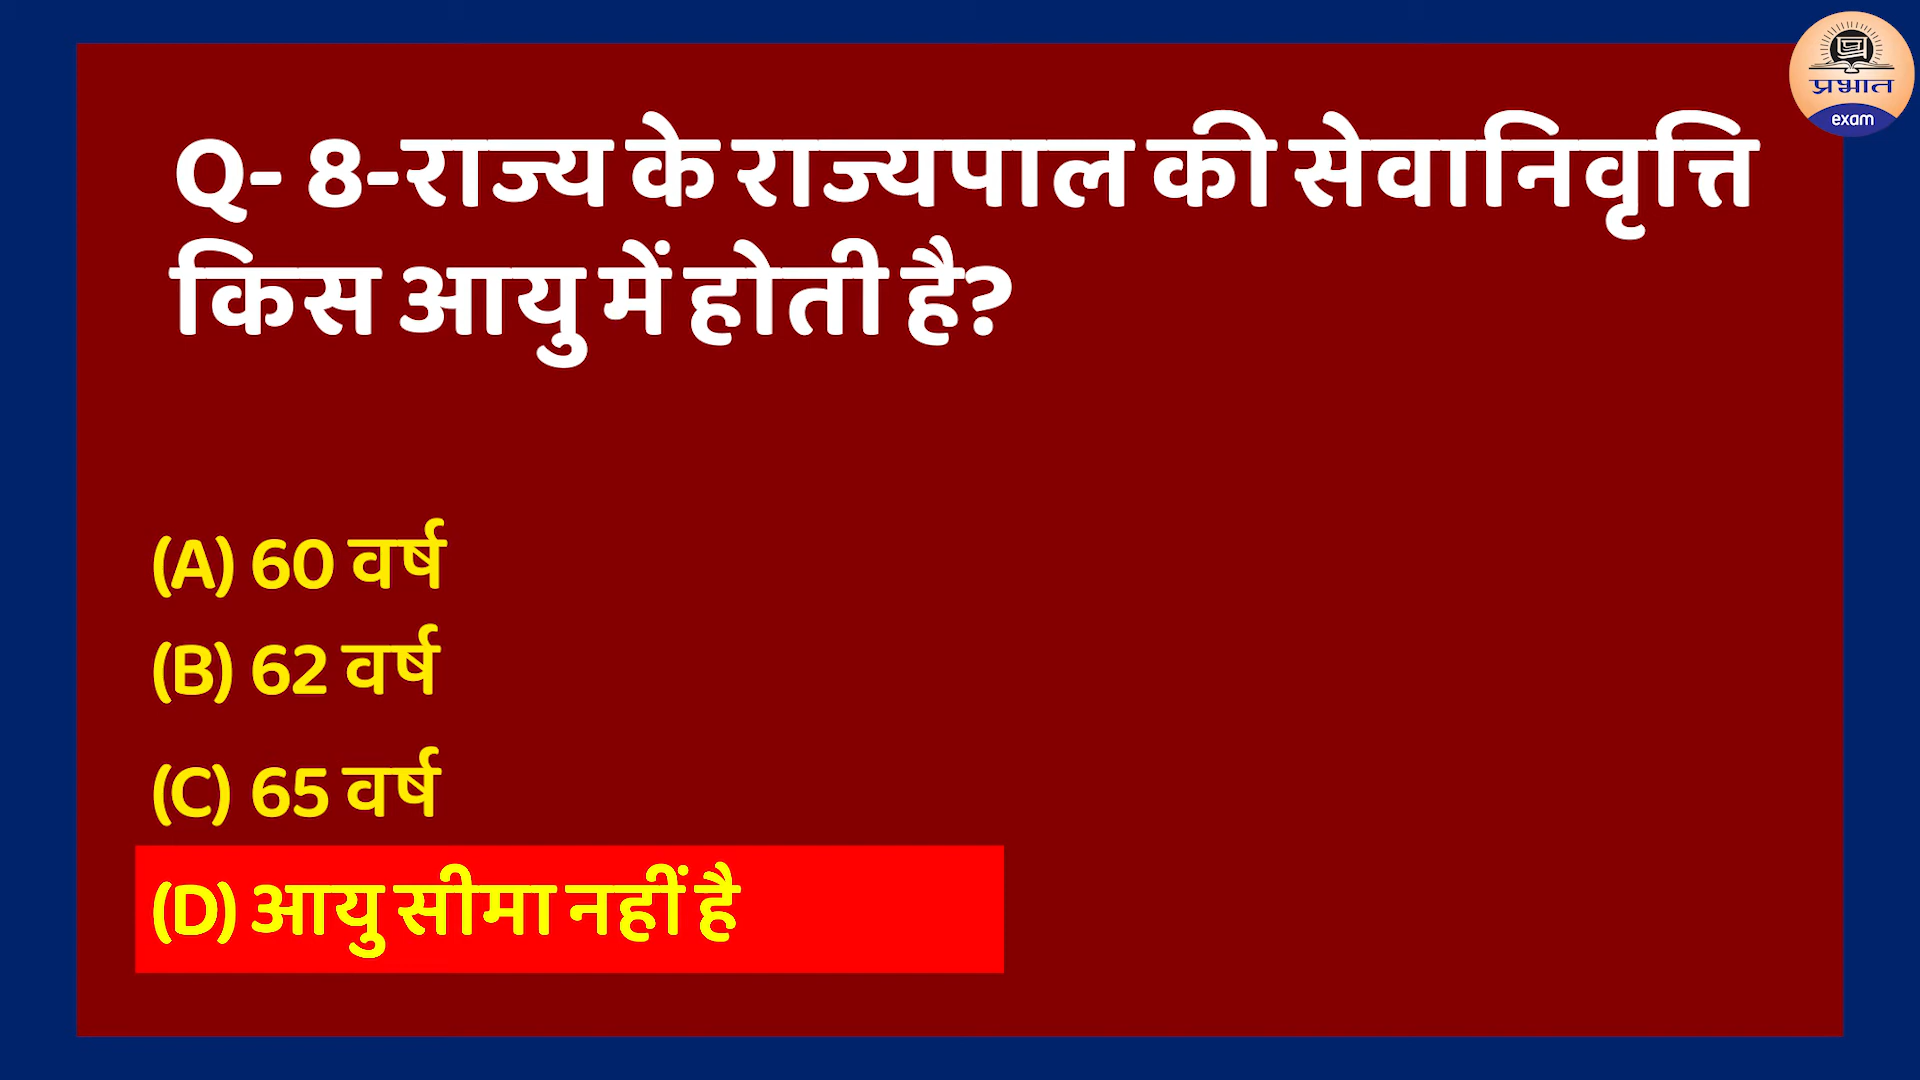 प्रभात
exam
Q- 8-राज्य के राज्यपाल की सेवानिवृत्ति
किस आयु में होती है?
(A) 60 वर्ष
(B) 62 वर्ष
(C) 65 वर्ष
(D) आयु सीमा नहीं है